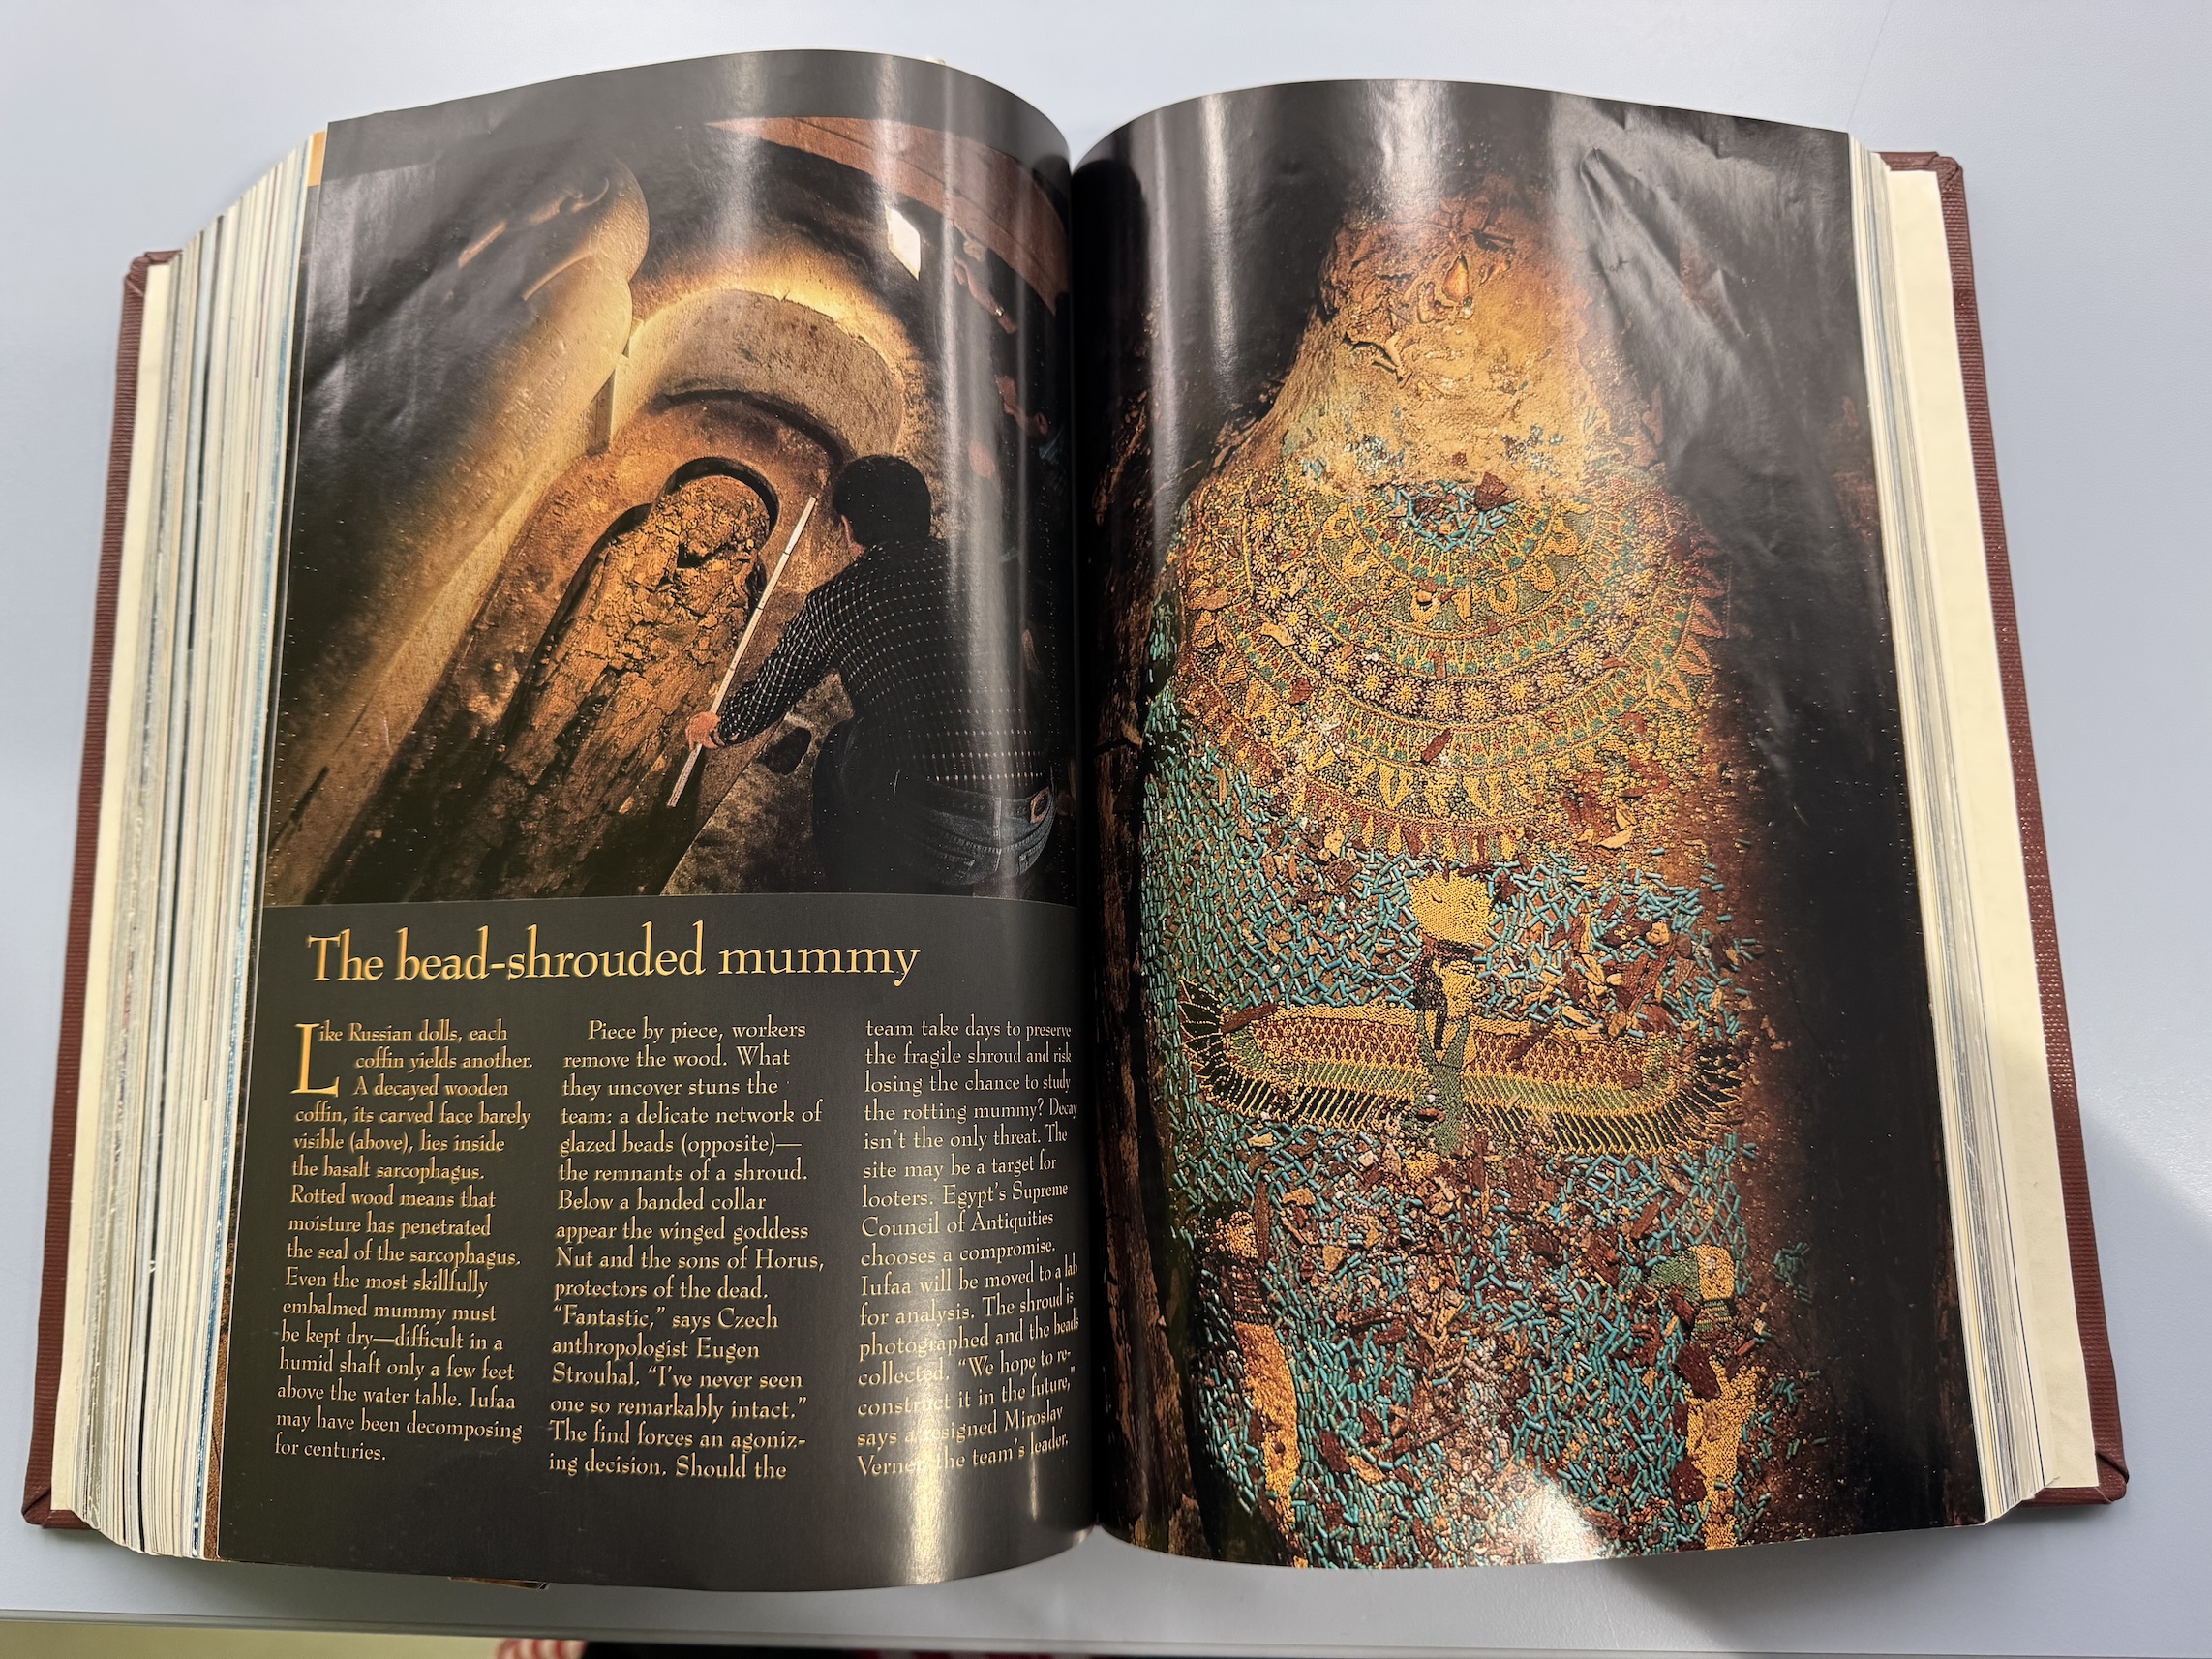 The bead-shrouded mummy
Like Russian dolls, each
coffin yields another.
A decayed wooden
coffin, its carved face barely
visible (above), lies inside
the basalt sarcophagus.
Rotted wood means that
moisture has penetrated
the seal of the sarcophagus.
Even the most skillfully
embalmed mummy must
be kept dry—difficult in a
humid shaft only a few feet
above the water table. Iufaa
may have been decomposing
for centuries.
Piece by piece, workers
remove the wood. What
they uncover stuns the
team: a delicate network of
glazed beads (opposite)—
the remnants of a shroud.
Below a banded collar
appear the winged goddess
Nut and the sons of Horus,
protectors of the dead.
“Fantastic,” says Czech
anthropologist Eugen
Strouhal. “I’ve never seen
one so remarkably intact.”
The find forces an agoniz-
ing decision. Should the
team take days to preserve
the fragile shroud and risk
losing the chance to study
the rotting mummy? Decay
isn’t the only threat. The
site may be a target for
looters. Egypt’s Supreme
Council of Antiquities
chooses a compromise.
Iufaa will be moved to a lab
for analysis. The shroud is
photographed and the beads
collected. “We hope to re-
construct it in the future,”
says a resigned Miroslav
Verner, the team’s leader.